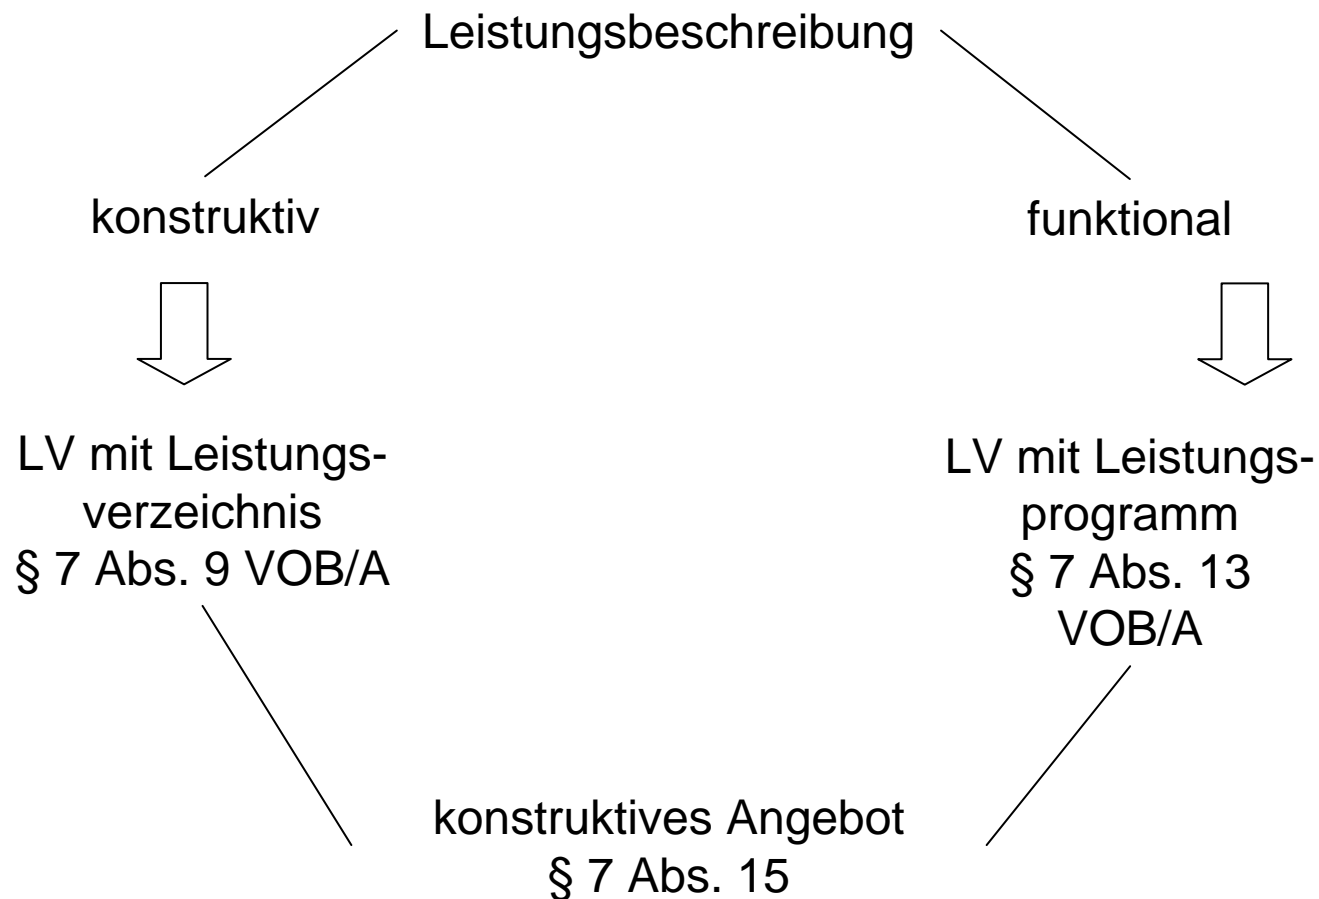 Leistungsbeschreibung
konstruktiv
funktional
LV mit Leistungs-
verzeichnis
§ 7 Abs. 9 VOB/A
LV mit Leistungs-
programm
§ 7 Abs. 13
VOB/A
konstruktives Angebot
§ 7 Abs. 15